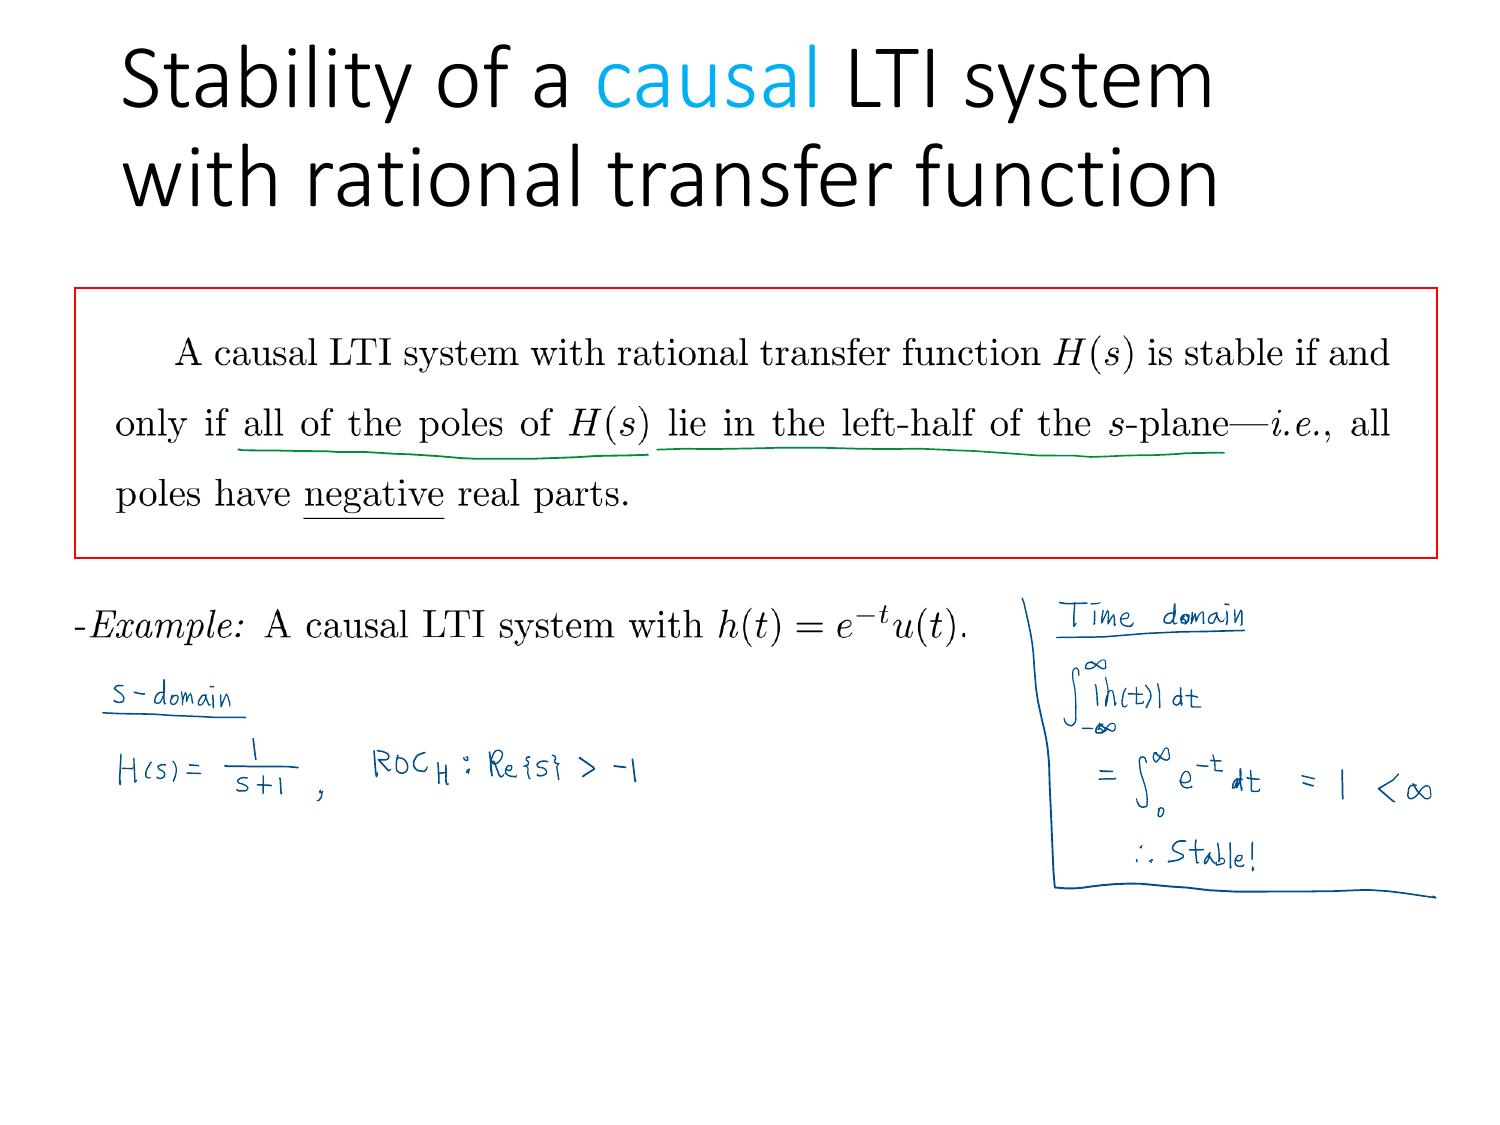 Stability of a causal LTI system
with rational transfer function
A causal LTI system with rational transfer function H(s) is stable if and
only if all of the poles of H(s) lie in the left-half of the s-plane—i.e., all
poles have negative real parts.
-Example: A causal LTI system with h(t) = e^{-t}u(t).
s-domain
H(s) = \frac{1}{s+1} , ROC_H : Re{s} > -1
Time domain
\int_{-\infty}^{\infty} |h(t)| dt
= \int_0^{\infty} e^{-t} dt = 1 < ∞
∴ Stable!